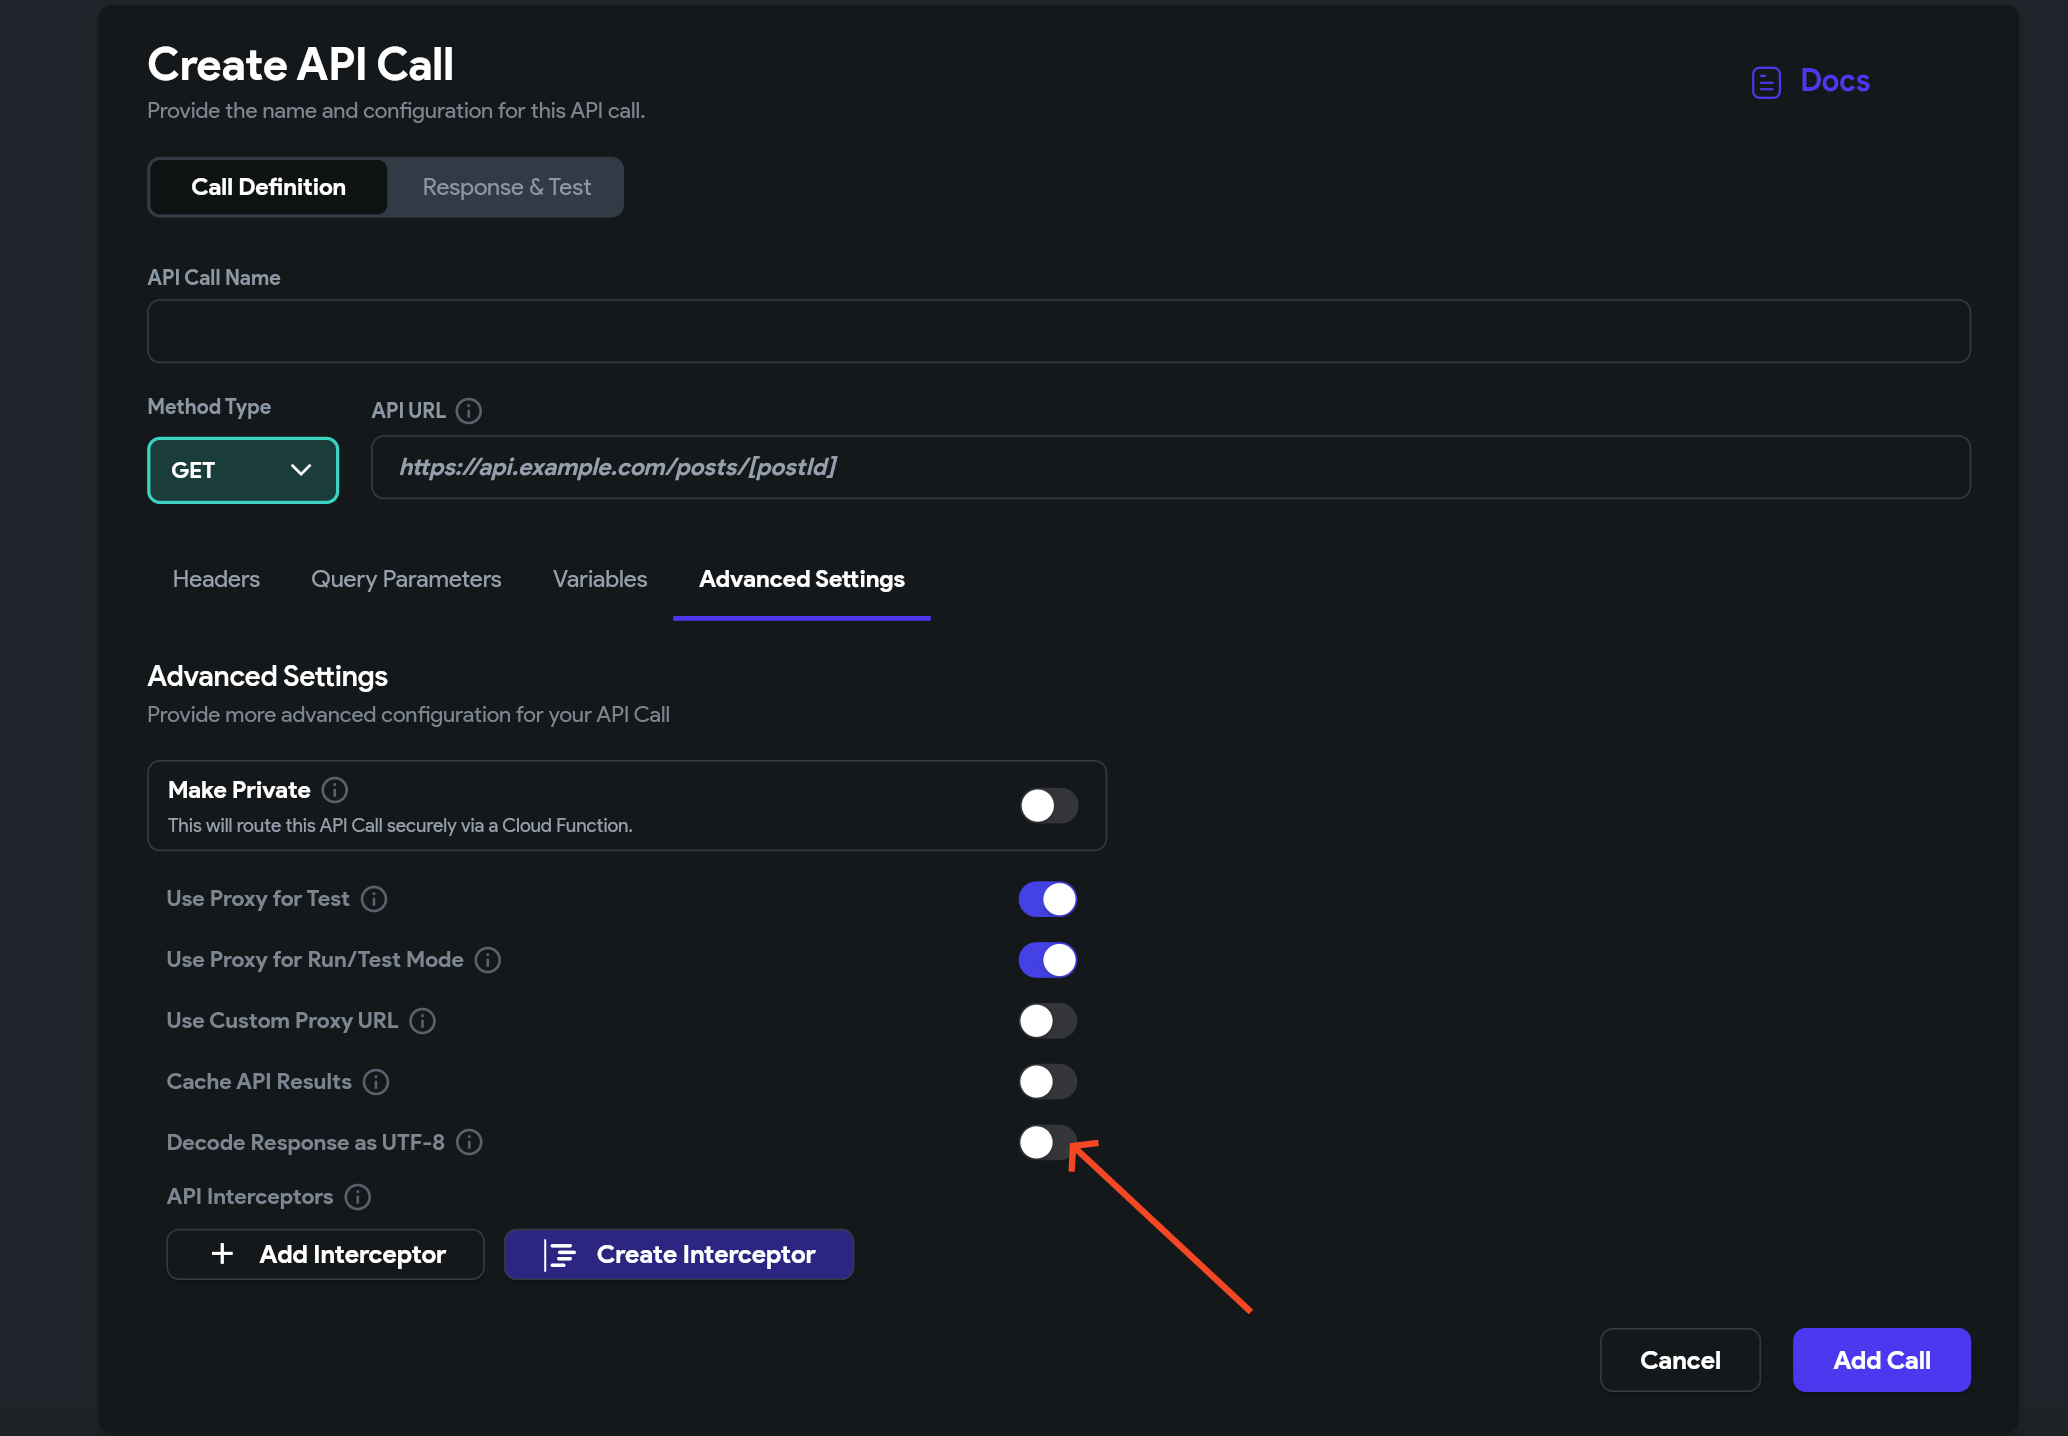 Create API Call
Docs
Provide the name and configuration for this API call.
Call Definition
Response & Test
API Call Name
Method Type
API URL
GET
https://api.example.com/posts/[postId]
Headers
Query Parameters
Variables
Advanced Settings
Advanced Settings
Provide more advanced configuration for your API Call
Make Private
This will route this API Call securely via a Cloud Function.
Use Proxy for Test
Use Proxy for Run/Test Mode
Use Custom Proxy URL
Cache API Results
Decode Response as UTF-8
API Interceptors
Add Interceptor
Create Interceptor
Cancel
Add Call